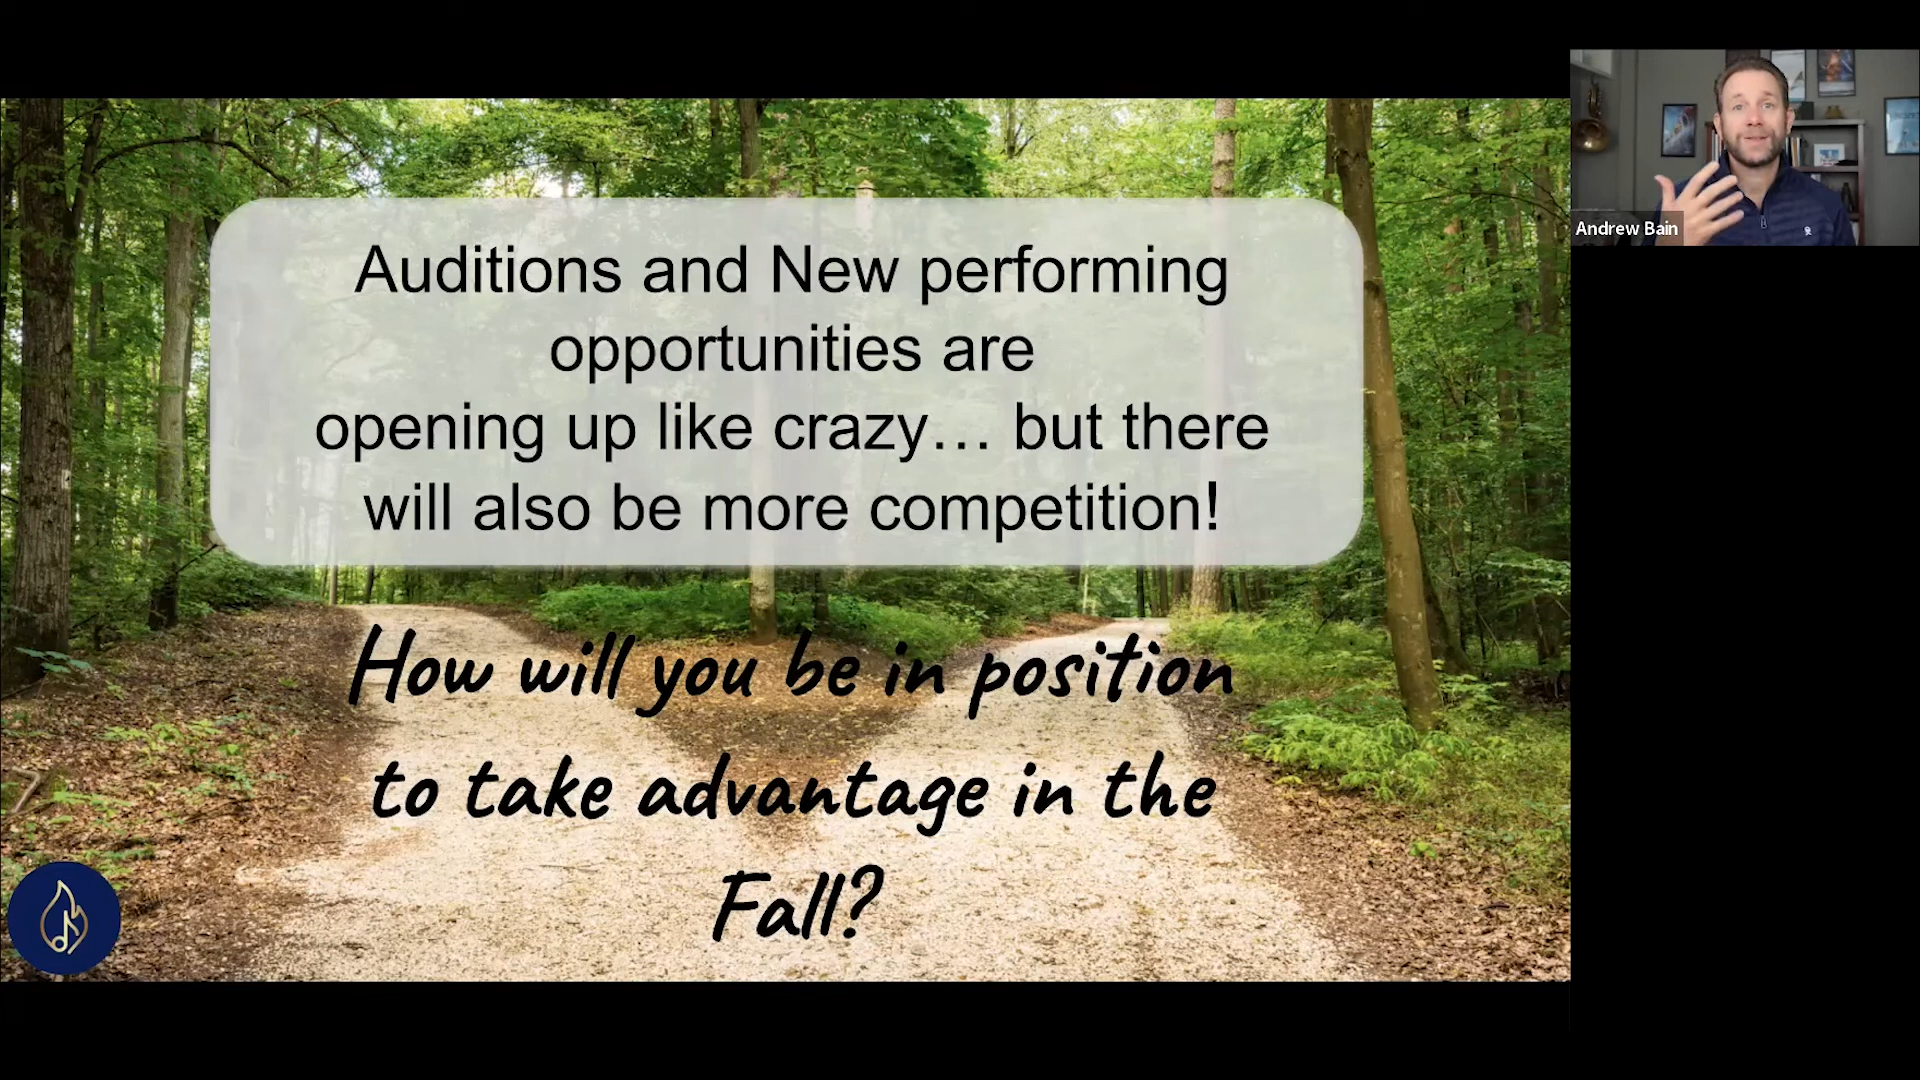 Auditions and New performing
opportunities are
opening up like crazy… but there
will also be more competition!
How will you be in position
to take advantage in the
Fall?
Andrew Bain